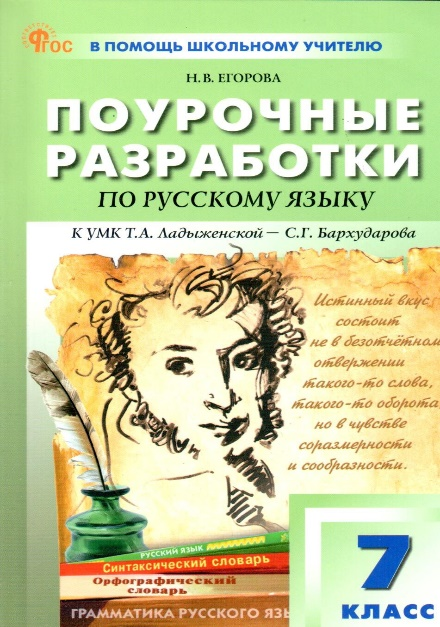 ФГОС
В ПОМОЩЬ ШКОЛЬНОМУ УЧИТЕЛЮ
Н.В. ЕГОРОВА
ПОУРОЧНЫЕ
РАЗРАБОТКИ
ПО РУССКОМУ ЯЗЫКУ
К УМК Т.А. Ладыженской — С.Г. Бархударова
Истинный вкус
состоит
не в безотчётном
отвержении
такого-то слова,
такого-то оборота,
но в чувстве
соразмерности
и сообразности.
РУССКИЙ ЯЗЫК
Синтаксический словарь
Орфографический
словарь
ГРАММАТИКА РУССКОГО ЯЗЫ
7
КЛАСС